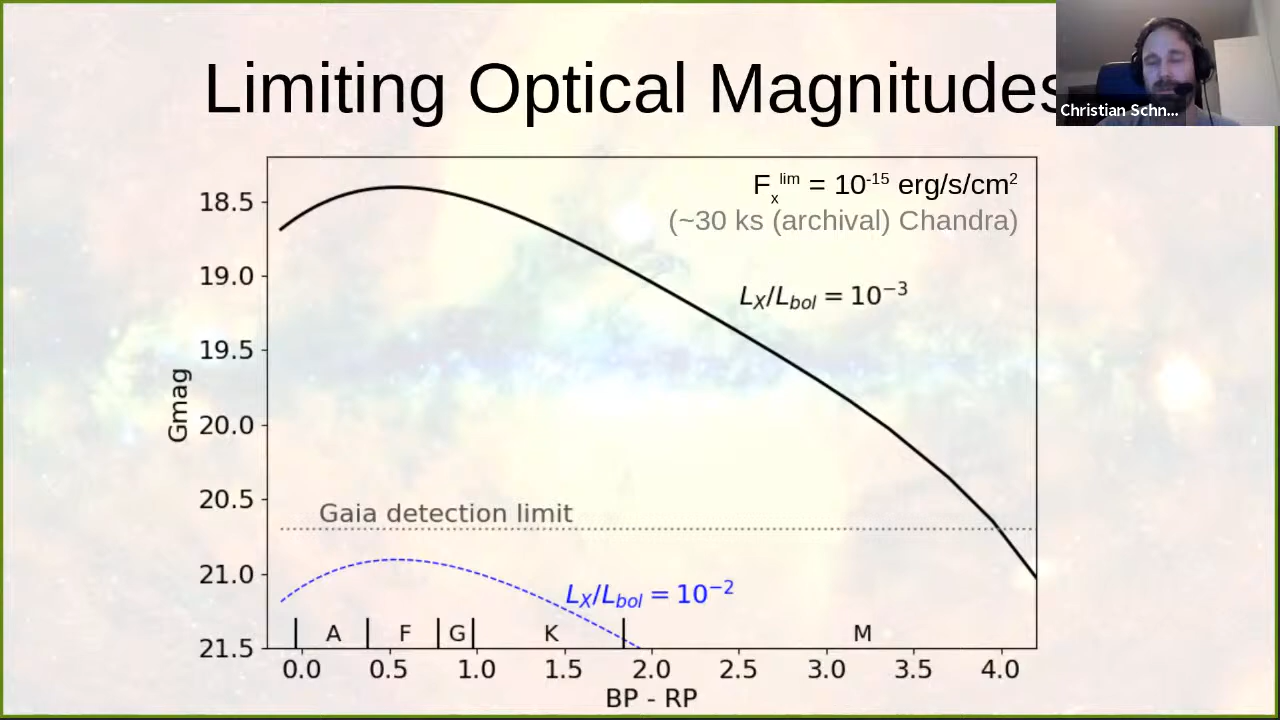 Limiting Optical Magnitudes
Christian Schn...
F_x^lim = 10^-15 erg/s/cm^2
(~30 ks (archival) Chandra)
L_X/L_bol = 10^−3
Gmag
18.5
19.0
19.5
20.0
20.5
21.0
21.5
Gaia detection limit
L_X/L_bol = 10^−2
A F G K M
0.0 0.5 1.0 1.5 2.0 2.5 3.0 3.5 4.0
BP - RP